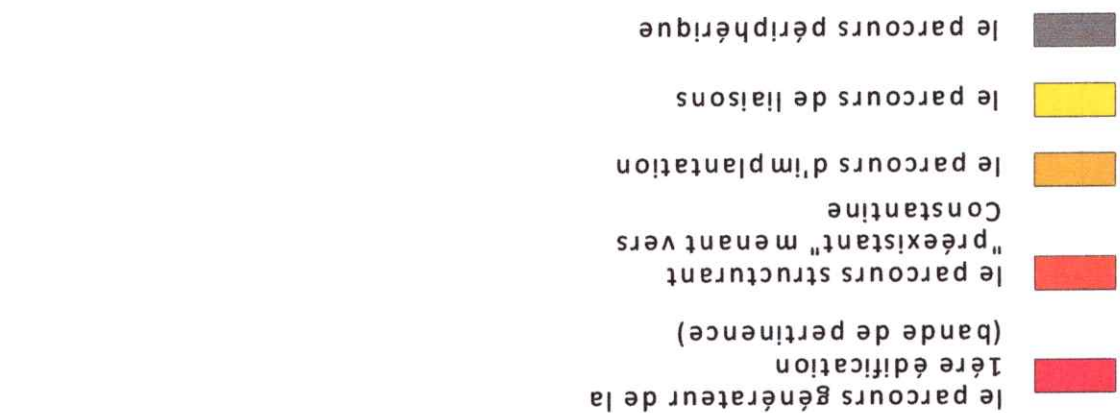 le parcours générateur de la
1ére édification
(bande de pertinence)
le parcours structurant
"préexistant" menant vers
Constantine
le parcours d'implantation
le parcours de liaisons
le parcours périphérique